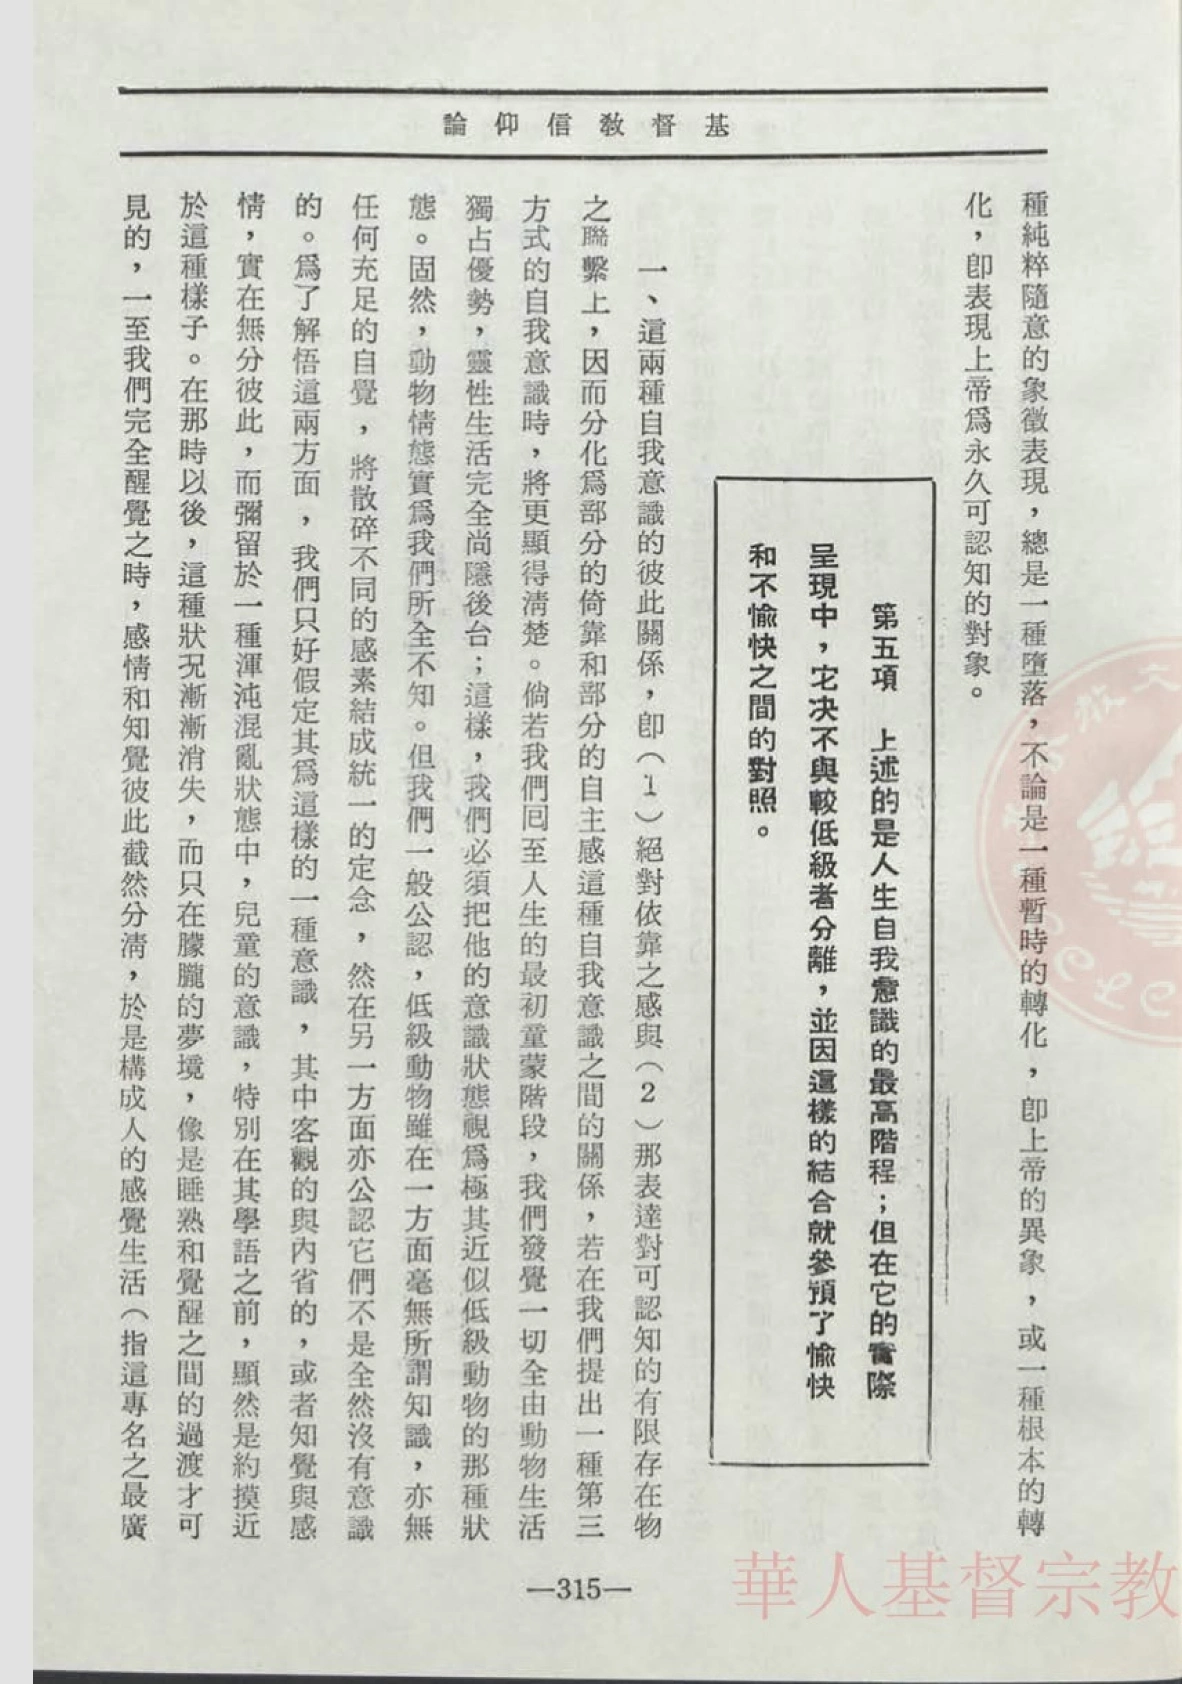 基督教信仰論
種純粹隨意的象徵表現，總是一種墮落，不論是一種暫時的轉化，卽上帝的異象，或一種根本的轉
化，卽表現上帝爲永久可認知的對象。
第五項　上述的是人生自我意識的最高階程；但在它的實際
呈現中，它决不與較低級者分離，並因這樣的結合就參預了愉快
和不愉快之間的對照。
一、這兩種自我意識的彼此關係，卽（1）絕對依靠之感與（2）那表達對可認知的有限存在物
之聯繫上，因而分化爲部分的倚靠和部分的自主感這種自我意識之間的關係，若在我們提出一種第三
方式的自我意識時，將更顯得清楚。倘若我們囘至人生的最初童蒙階段，我們發覺一切全由動物生活
獨占優勢，靈性生活完全尚隱後台；這樣，我們必須把他的意識狀態視爲極其近似低級動物的那種狀
態。固然，動物情態實爲我們所全不知。但我們一般公認，低級動物雖在一方面毫無所謂知識，亦無
任何充足的自覺，將散碎不同的感素結成統一的定念，然在另一方面亦公認它們不是全然沒有意識
的。爲了解悟這兩方面，我們只好假定其爲這樣的一種意識，其中客觀的與內省的，或者知覺與感
情，實在無分彼此，而彌留於一種渾沌混亂狀態中，兒童的意識，特別在其學語之前，顯然是約摸近
於這種樣子。在那時以後，這種狀況漸漸消失，而只在朦朧的夢境，像是睡熟和覺醒之間的過渡才可
見的，一至我們完全醒覺之時，感情和知覺彼此截然分淸，於是構成人的感覺生活（指這專名之最廣
—315—
華人基督宗教